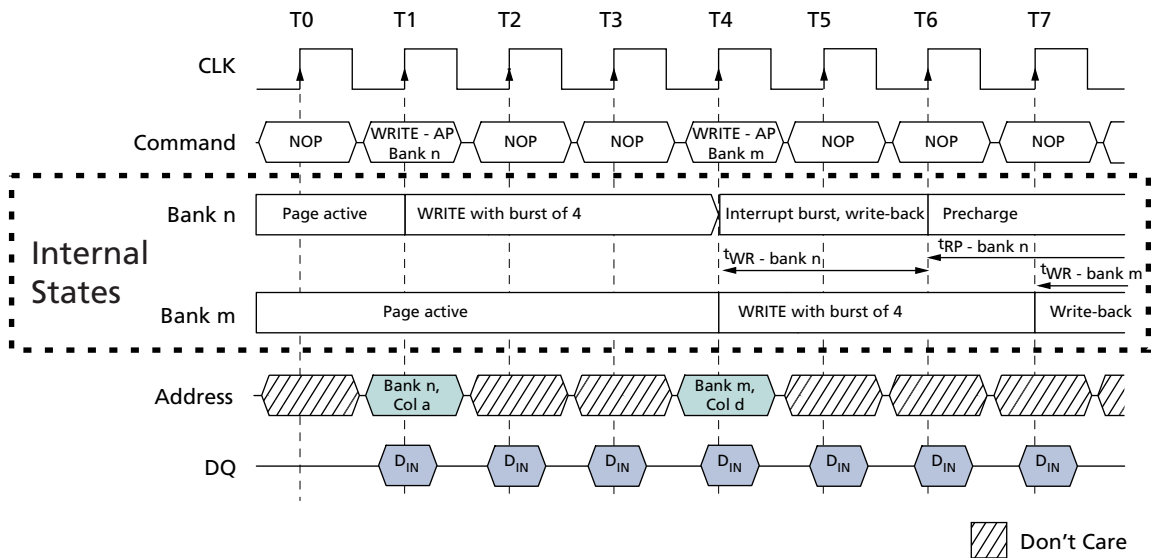 T0 T1 T2 T3 T4 T5 T6 T7
CLK
Command NOP WRITE - AP Bank n NOP NOP WRITE - AP Bank m NOP NOP NOP
Internal States
Bank n Page active WRITE with burst of 4 Interrupt burst, write-back Precharge
tWR - bank n tRP - bank n
tWR - bank m
Bank m Page active WRITE with burst of 4 Write-back
Address Bank n, Col a Bank m, Col d
DQ DIN DIN DIN DIN DIN DIN DIN
Don't Care